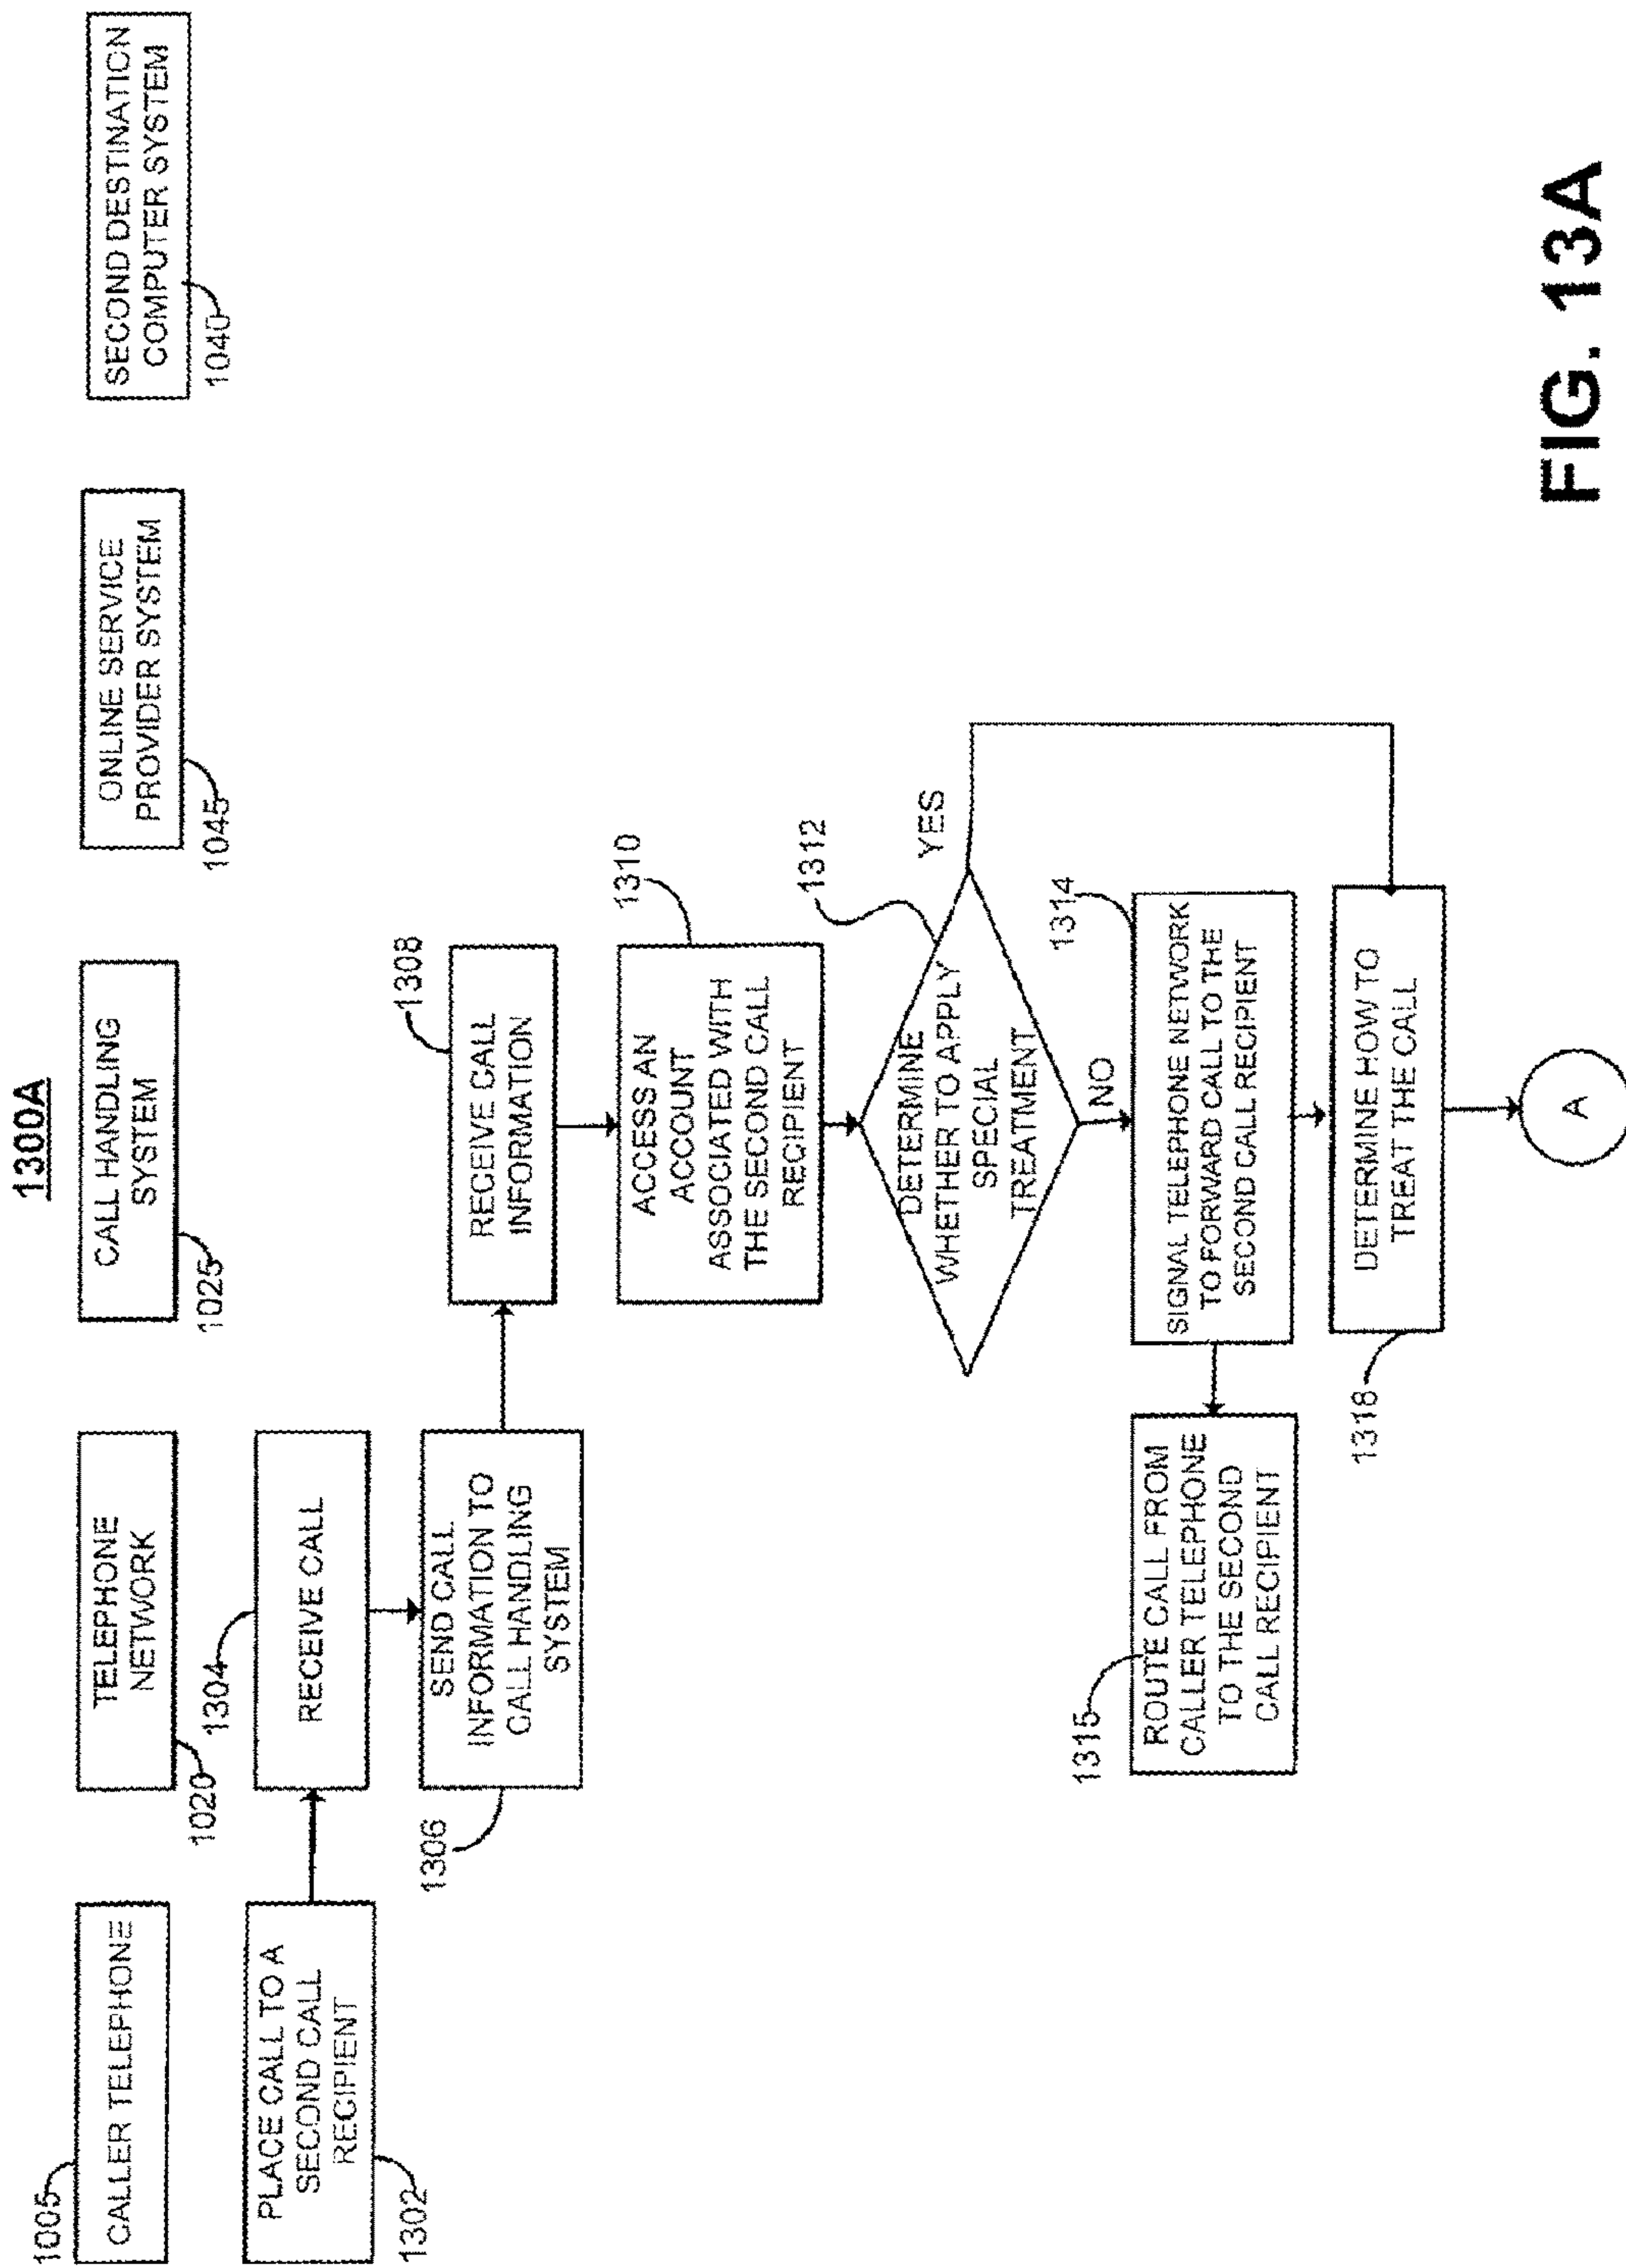 1300A
CALLER TELEPHONE
1005
TELEPHONE
NETWORK
1020
CALL HANDLING
SYSTEM
1025
ONLINE SERVICE
PROVIDER SYSTEM
1045
SECOND DESTINATION
COMPUTER SYSTEM
1040
PLACE CALL TO A
SECOND CALL
RECIPIENT
1302
1304
RECEIVE CALL
SEND CALL
INFORMATION TO
CALL HANDLING
SYSTEM
1306
1308
RECEIVE CALL
INFORMATION
1310
ACCESS AN
ACCOUNT
ASSOCIATED WITH
THE SECOND CALL
RECIPIENT
1312
DETERMINE
WHETHER TO APPLY
SPECIAL
TREATMENT
YES
NO
1314
SIGNAL TELEPHONE NETWORK
TO FORWARD CALL TO THE
SECOND CALL RECIPIENT
1315
ROUTE CALL FROM
CALLER TELEPHONE
TO THE SECOND
CALL RECIPIENT
1318
DETERMINE HOW TO
TREAT THE CALL
A
FIG. 13A